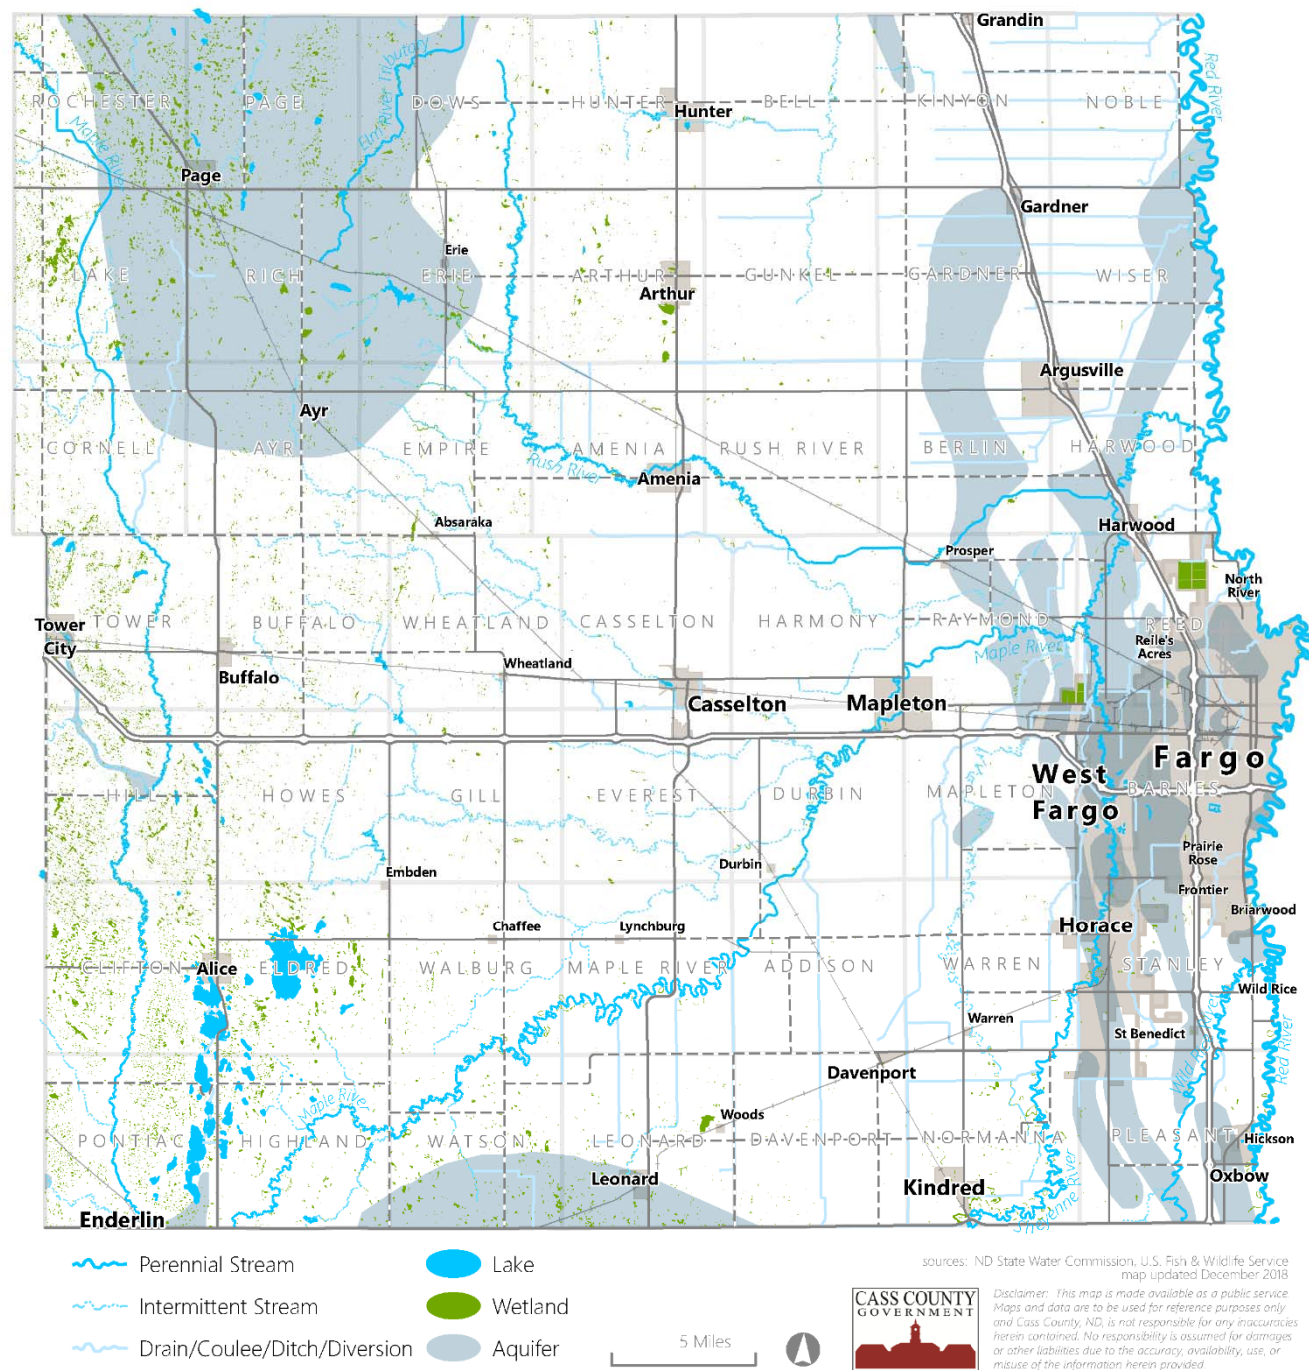 Grandin
Red River
Elm River Tributary
ROCHESTER
PAGE
DOWS
HUNTER
BELL
KINYON
NOBLE
Hunter
Maple River
Page
Gardner
Erie
LAKE
RICH
ERIE
ARTHUR
GUNKEL
GARDNER
WISER
Arthur
Argusville
Ayr
CORNELL
AYR
EMPIRE
AMENIA
RUSH RIVER
BERLIN
HARWOOD
Rush River
Amenia
Absaraka
Harwood
Prosper
North
River
Tower
City
TOWER
BUFFALO
WHEATLAND
CASSELTON
HARMONY
RAYMOND
REED
Reile's
Acres
Maple River
Wheatland
Buffalo
Casselton
Mapleton
Fargo
West
Fargo
HILL
HOWES
GILL
EVEREST
DURBIN
MAPLETON
BARNES
Prairie
Rose
Durbin
Embden
Frontier
Briarwood
Chaffee
Lynchburg
Horace
CLIFTON
Alice
ELDRED
WALBURG
MAPLE RIVER
ADDISON
WARREN
STANLEY
Wild Rice
Warren
St Benedict
Wild Rice River
Red River
Davenport
Maple River
Woods
PONTIAC
HIGHLAND
WATSON
LEONARD
DAVENPORT
NORMANNA
PLEASANT
Hickson
Leonard
Kindred
Oxbow
Sheyenne River
Enderlin
Perennial Stream
Lake
Intermittent Stream
Wetland
Drain/Coulee/Ditch/Diversion
Aquifer
5 Miles
CASS COUNTY
GOVERNMENT
sources: ND State Water Commission, U.S. Fish & Wildlife Service
map updated December 2018
Disclaimer: This map is made available as a public service.
Maps and data are to be used for reference purposes only
and Cass County, ND, is not responsible for any inaccuracies
herein contained. No responsibility is assumed for damages
or other liabilities due to the accuracy, availability, use, or
misuse of the information herein provided